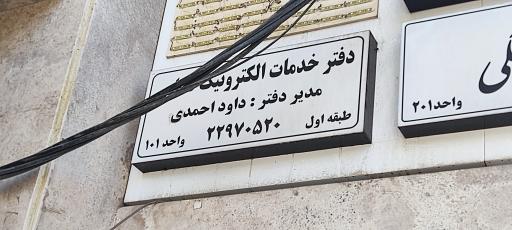 دفتر خدمات الکترونیک
مدیر دفتر : داود احمدی
طبقه اول ۲۲۹۷۰۵۲۰ واحد ۱۰۱
واحد ۲۰۱